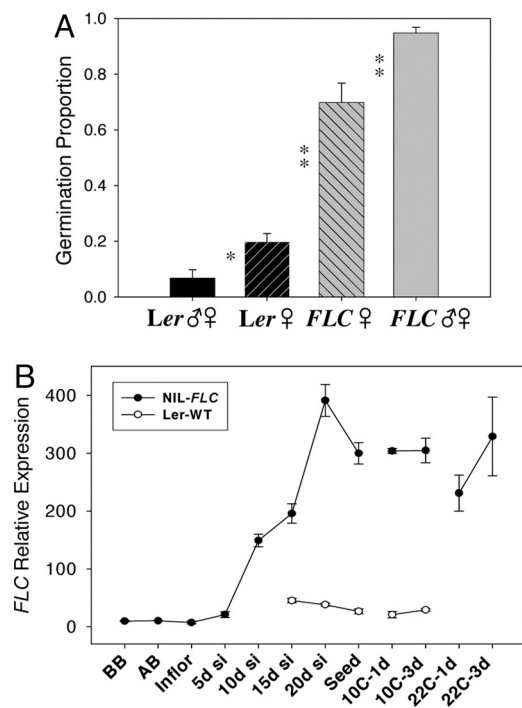 A
Germination Proportion
1.0
0.8
0.6
0.4
0.2
0.0
*
**
**
Ler♂♀ Ler♀ FLC♀ FLC♂♀
B
FLC Relative Expression
400
300
200
100
0
NIL-FLC
Ler-WT
BB AB Inflor 5d si 10d si 15d si 20d si Seed 10C-1d 10C-3d 22C-1d 22C-3d